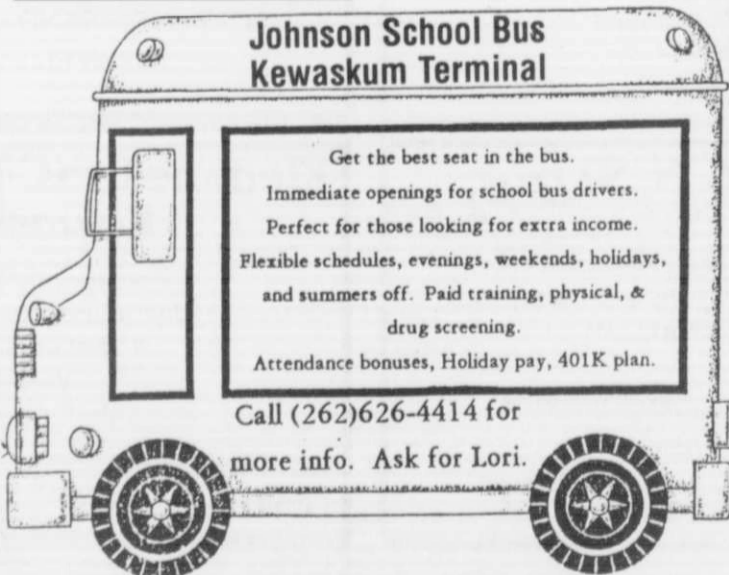 Johnson School Bus
Kewaskum Terminal
Get the best seat in the bus.
Immediate openings for school bus drivers.
Perfect for those looking for extra income.
Flexible schedules, evenings, weekends, holidays,
and summers off. Paid training, physical, &
drug screening.
Attendance bonuses, Holiday pay, 401K plan.
Call (262)626-4414 for
more info. Ask for Lori.